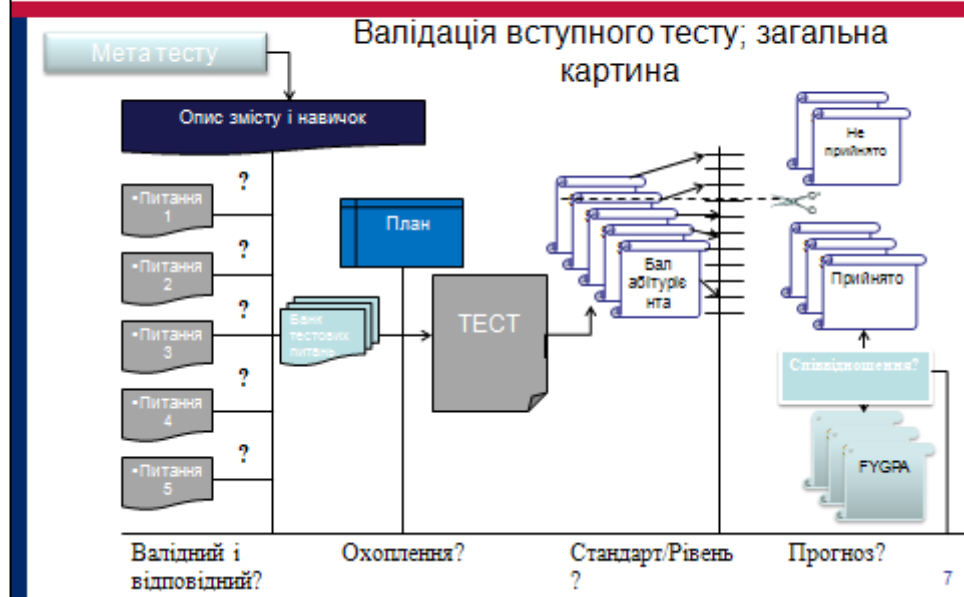 Валідація вступного тесту; загальна
картина
Мета тесту
Опис змісту і навичок
?
•Питання
1
?
•Питання
2
?
•Питання
3
?
•Питання
4
?
•Питання
5
План
Банк
тестових
питань
ТЕСТ
Бал
абітуріє
нта
Не
прийнято
Прийнято
Співвідношення?
FYGPA
Валідний і
відповідний?
Охоплення?
Стандарт/Рівень
?
Прогноз?
7